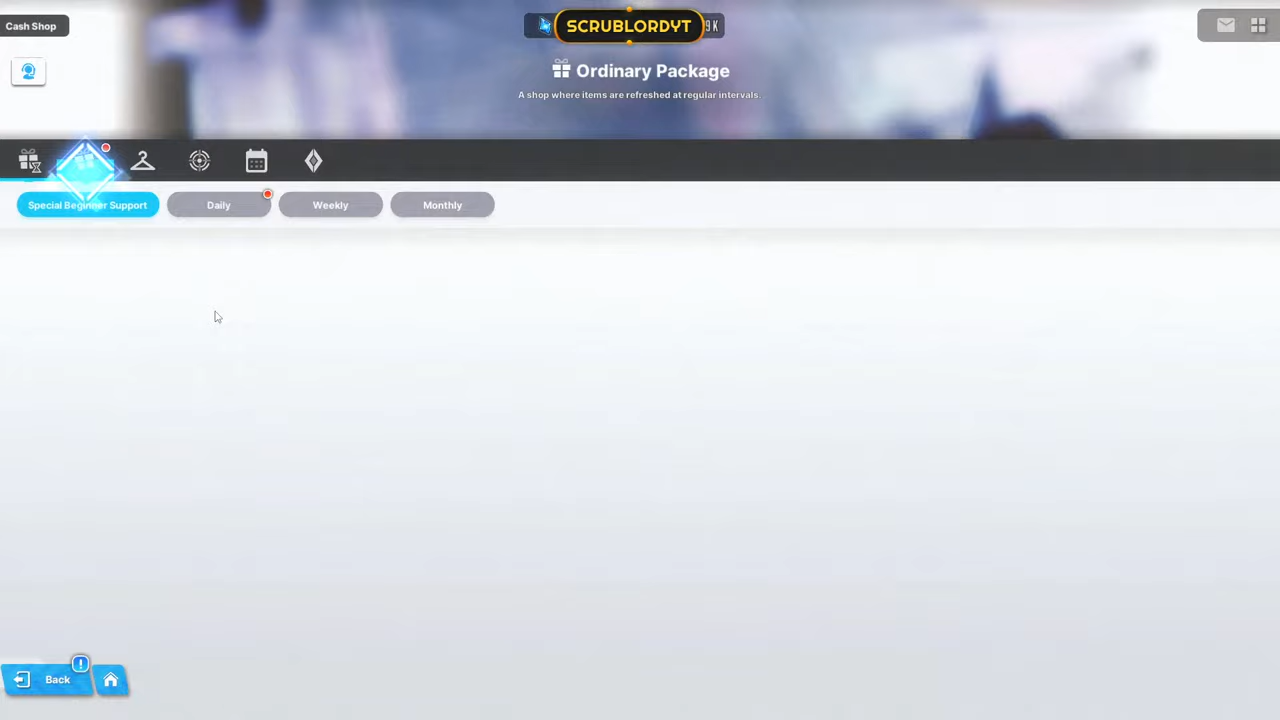 Cash Shop
SCRUBLORDYT
9 K
Ordinary Package
A shop where items are refreshed at regular intervals.
Special Beginner Support
Daily
Weekly
Monthly
!
Back